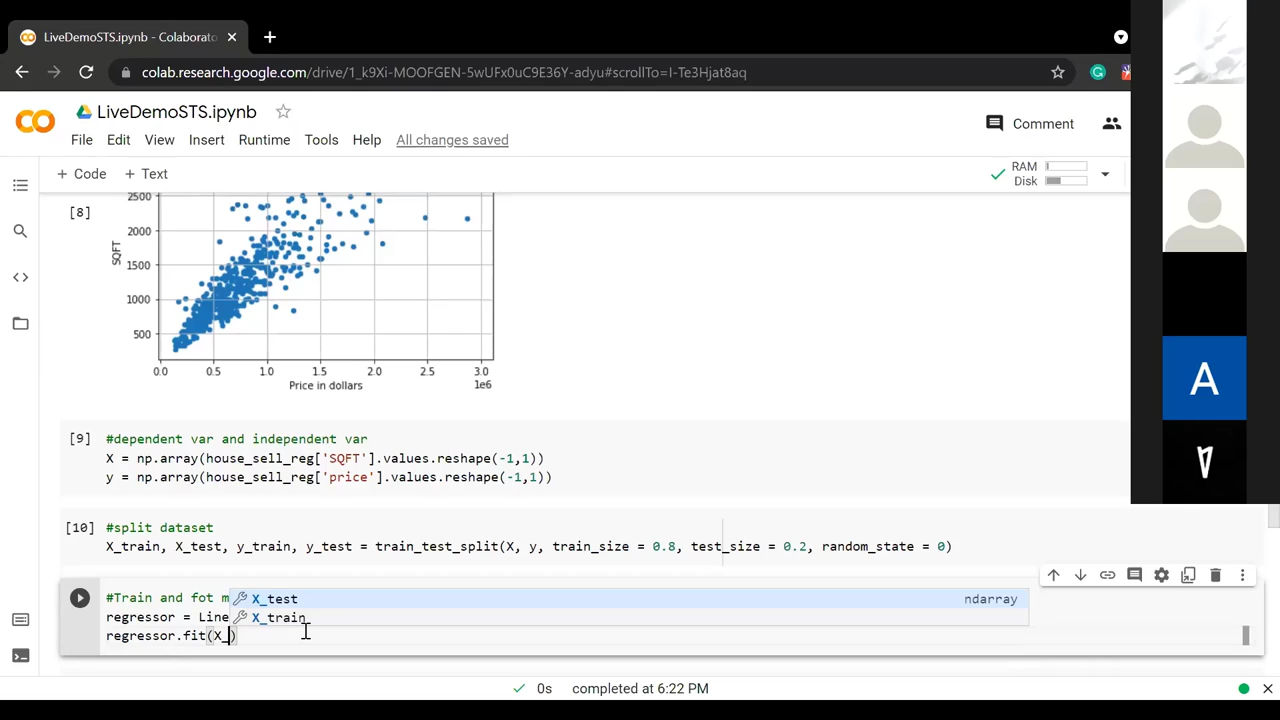 LiveDemoSTS.ipynb - Colaborato
colab.research.google.com/drive/1_k9Xi-MOOFGEN-5wUFx0uC9E36Y-adyu#scrollTo=I-Te3Hjat8aq
LiveDemoSTS.ipynb
File Edit View Insert Runtime Tools Help All changes saved
Comment
+ Code + Text
RAM
Disk
[8]
2500
2000
1500
1000
500
SQFT
0.0 0.5 1.0 1.5 2.0 2.5 3.0
1e6
Price in dollars
[9] #dependent var and independent var
X = np.array(house_sell_reg['SQFT'].values.reshape(-1,1))
y = np.array(house_sell_reg['price'].values.reshape(-1,1))
[10] #split dataset
X_train, X_test, y_train, y_test = train_test_split(X, y, train_size = 0.8, test_size = 0.2, random_state = 0)
#Train and fot m
X_test ndarray
regressor = Line
X_train
regressor.fit(X_)
0s completed at 6:22 PM
A